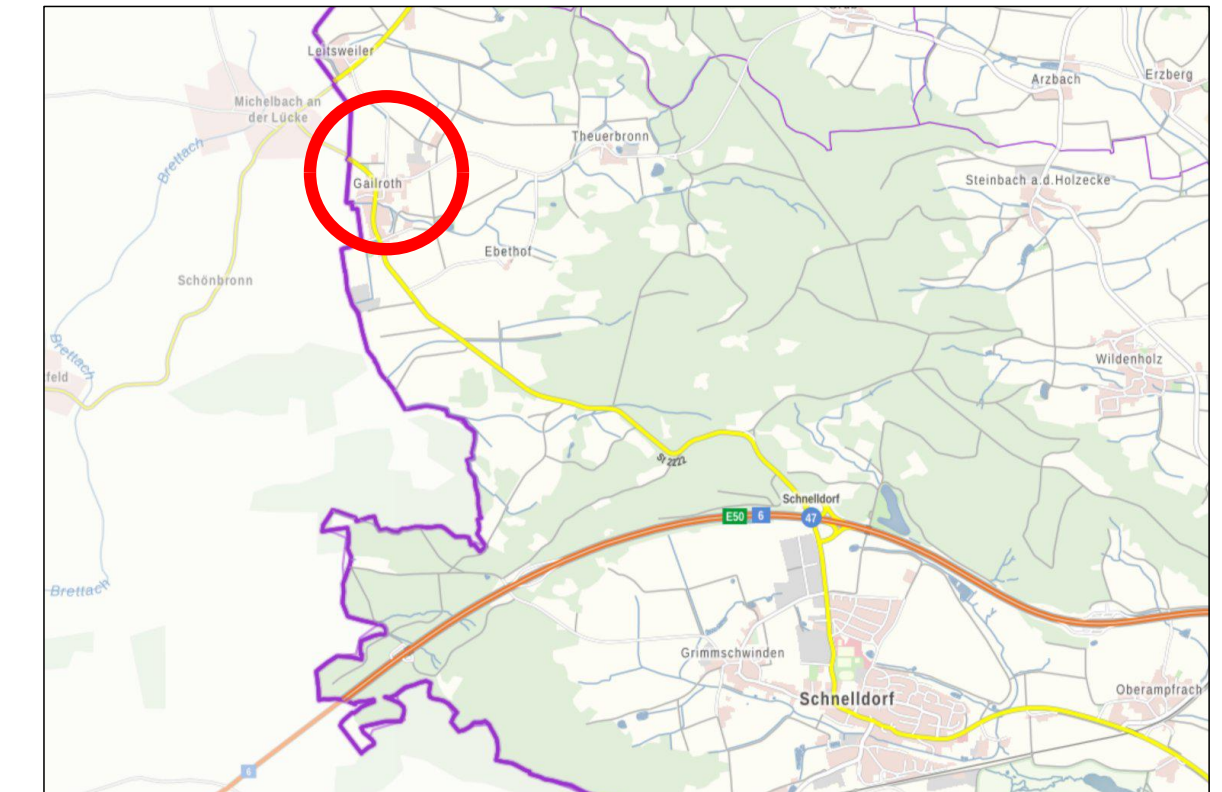 Leitsweiler
Arzbach
Erzberg
Michelbach an
der Lücke
Theuerbronn
Brettach
Gailroth
Steinbach a.d.Holzecke
Ebethof
Schönbronn
Brettach
Wildenholz
feld
St 2222
Schnelldorf
E50
6
47
Brettach
Grimmschwinden
Oberampfrach
Schnelldorf
6